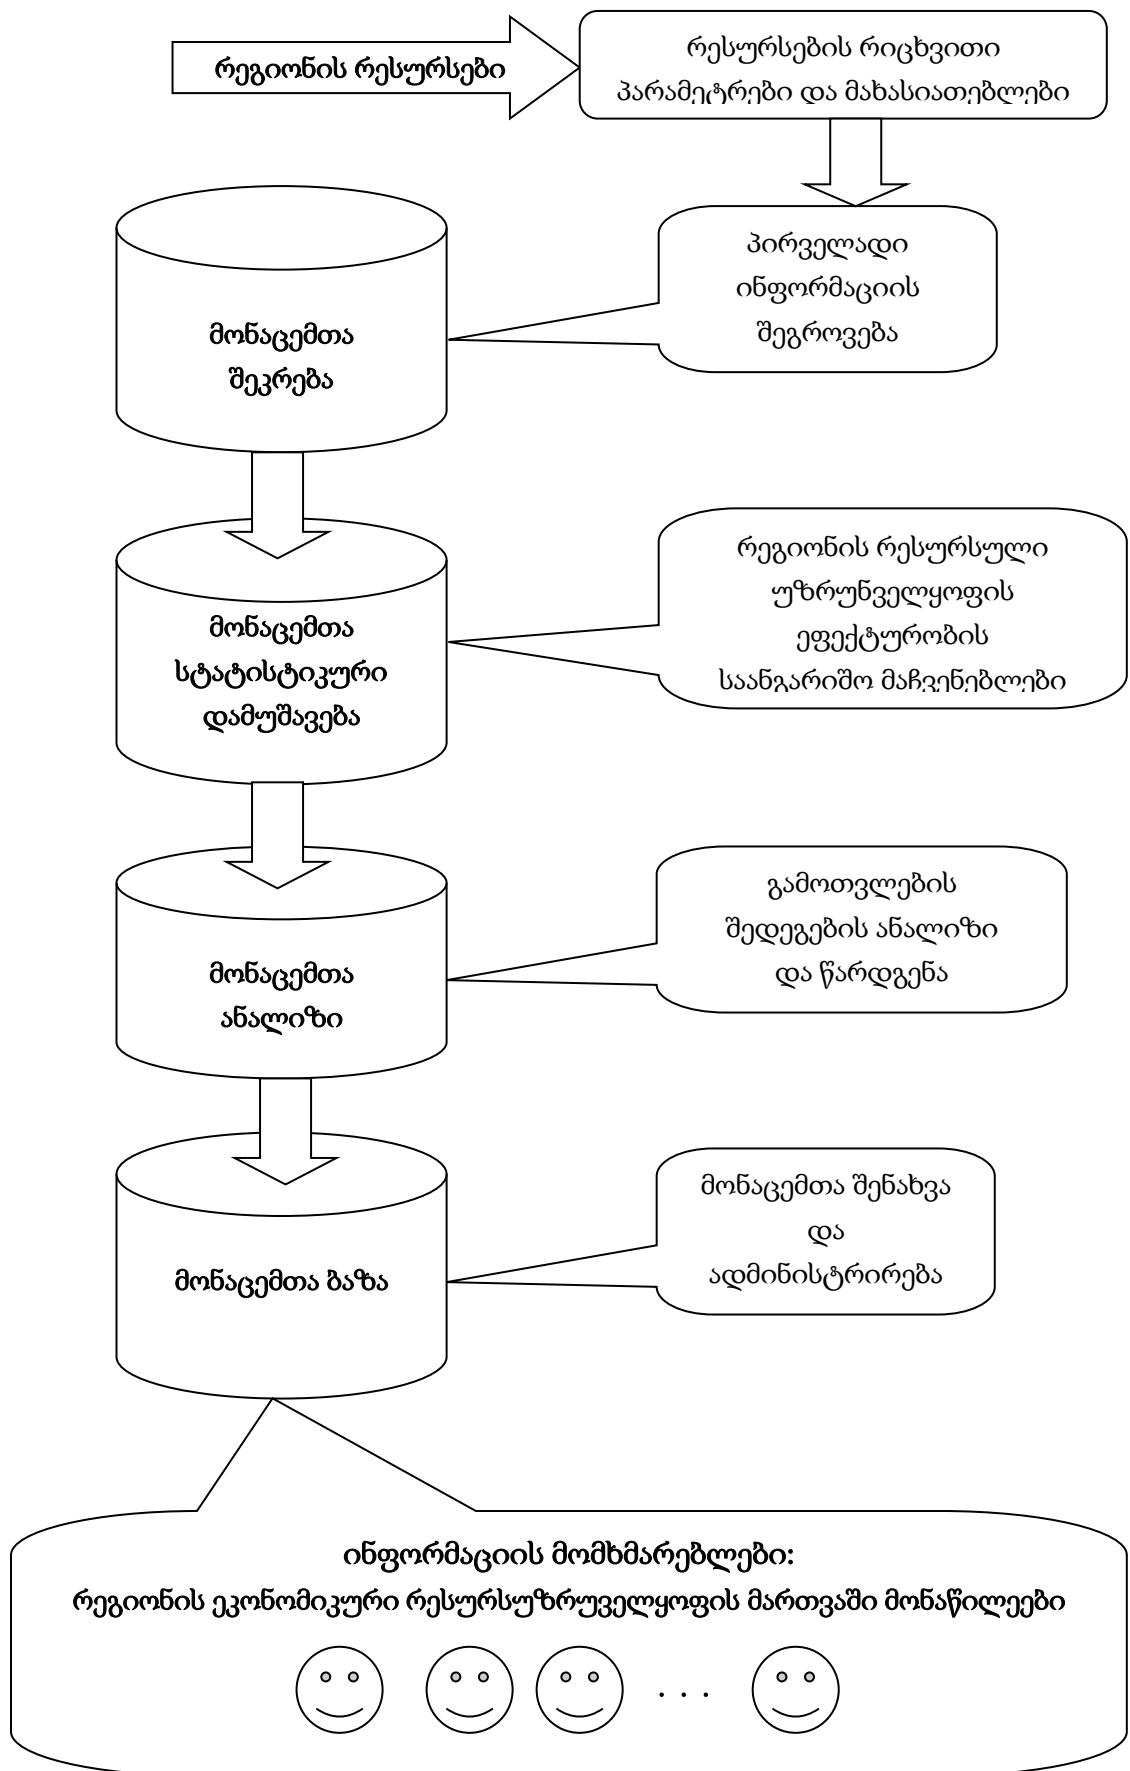 რეგიონის რესურსები
რესურსების რიცხვითი
პარამეტრები და მახასიათებლები
პირველადი
ინფორმაციის
შეგროვება
მონაცემთა
შეკრება
რეგიონის რესურსული
უზრუნველყოფის
ეფექტურობის
საანგარიშო მაჩვენებლები
მონაცემთა
სტატისტიკური
დამუშავება
გამოთვლების
შედეგების ანალიზი
და წარდგენა
მონაცემთა
ანალიზი
მონაცემთა შენახვა
და
ადმინისტრირება
მონაცემთა ბაზა
ინფორმაციის მომხმარებლები:
რეგიონის ეკონომიკური რესურსუზრუველყოფის მართვაში მონაწილეები
. . .